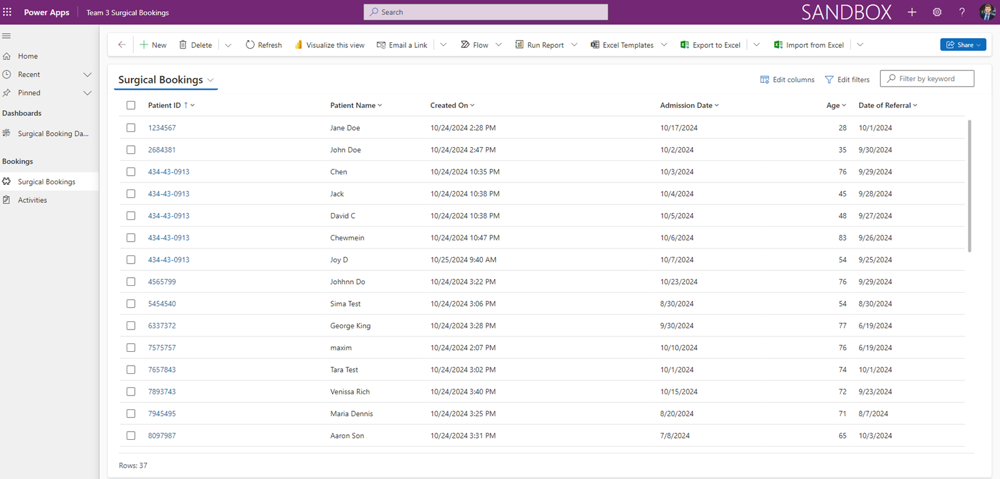 Power Apps Team 3 Surgical Bookings Search SANDBOX
New Delete Refresh Visualize this view Email a Link Flow Run Report Excel Templates Export to Excel Import from Excel Share
Home
Recent
Pinned
Dashboards
Surgical Booking Da...
Bookings
Surgical Bookings
Activities
Surgical Bookings Edit columns Edit filters Filter by keyword
Patient ID ↑ Patient Name Created On Admission Date Age Date of Referral
1234567 Jane Doe 10/24/2024 2:28 PM 10/17/2024 28 10/1/2024
2684381 John Doe 10/24/2024 2:47 PM 10/2/2024 35 9/30/2024
434-43-0913 Chen 10/24/2024 10:35 PM 10/3/2024 76 9/29/2024
434-43-0913 Jack 10/24/2024 10:38 PM 10/4/2024 45 9/28/2024
434-43-0913 David C 10/24/2024 10:38 PM 10/5/2024 48 9/27/2024
434-43-0913 Chewmein 10/24/2024 10:47 PM 10/6/2024 83 9/26/2024
434-43-0913 Joy D 10/25/2024 9:40 AM 10/7/2024 54 9/25/2024
4565799 Johhnn Do 10/24/2024 3:22 PM 10/23/2024 76 9/29/2024
5454540 Sima Test 10/24/2024 3:06 PM 8/30/2024 54 8/30/2024
6337372 George King 10/24/2024 3:28 PM 9/30/2024 77 6/19/2024
7575757 maxim 10/24/2024 2:07 PM 10/10/2024 76 6/19/2024
7657843 Tara Test 10/24/2024 3:02 PM 10/1/2024 74 10/1/2024
7893743 Venissa Rich 10/24/2024 3:40 PM 10/15/2024 72 9/23/2024
7945495 Maria Dennis 10/24/2024 3:25 PM 8/20/2024 71 8/7/2024
8097987 Aaron Son 10/24/2024 3:31 PM 7/8/2024 65 10/3/2024
Rows: 37